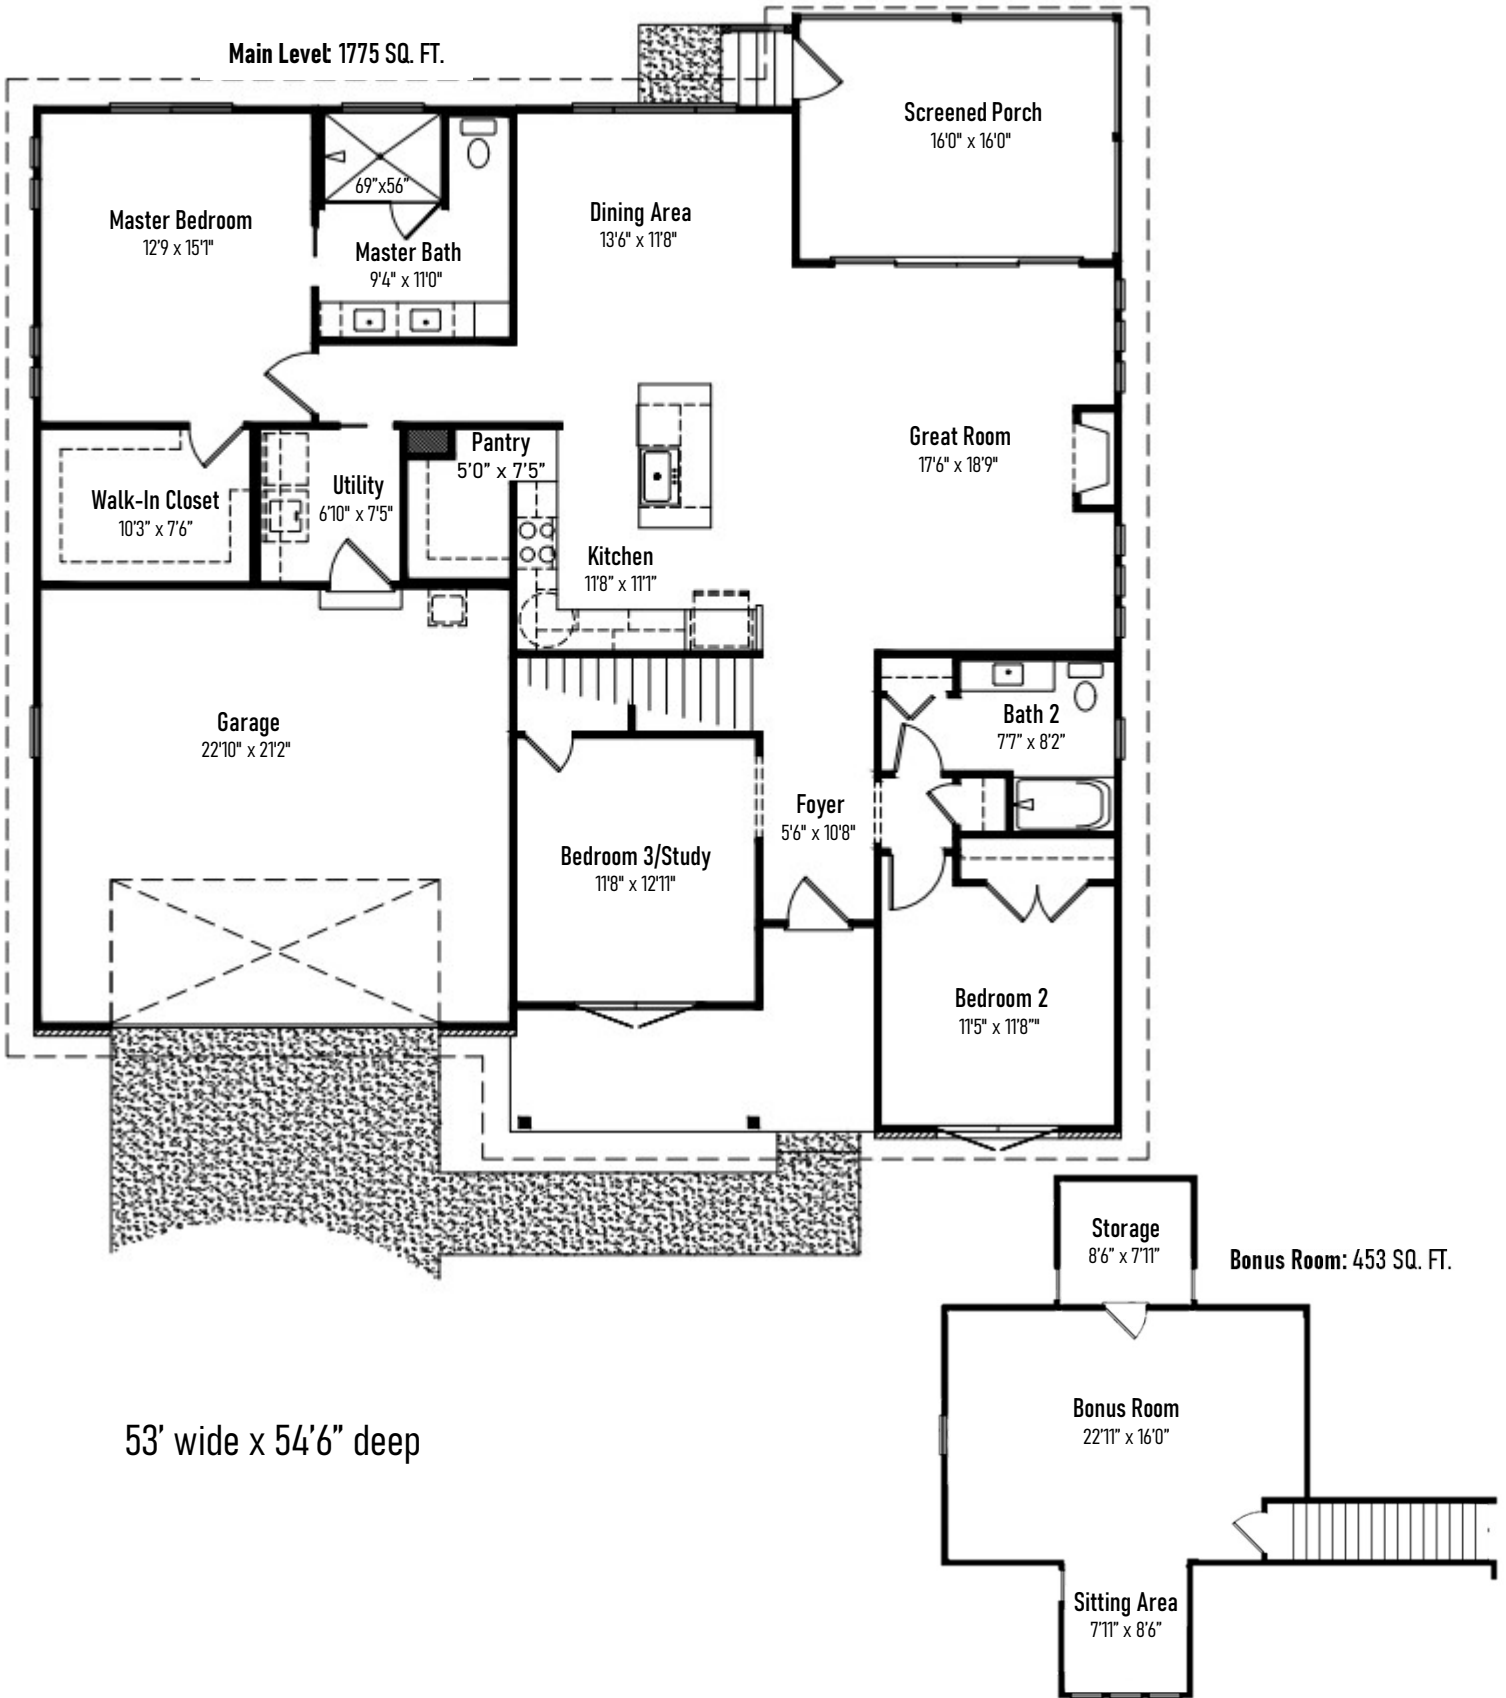 Main Level: 1775 SQ. FT.
Screened Porch
16'0" x 16'0"
69"x56"
Master Bedroom
12'9 x 15'1"
Dining Area
13'6" x 11'8"
Master Bath
9'4" x 11'0"
Great Room
17'6" x 18'9"
Pantry
5'0" x 7'5"
Utility
6'10" x 7'5"
Walk-In Closet
10'3" x 7'6"
Kitchen
11'8" x 11'1"
Garage
22'10" x 21'2"
Bath 2
7'7" x 8'2"
Foyer
5'6" x 10'8"
Bedroom 3/Study
11'8" x 12'11"
Bedroom 2
11'5" x 11'8""
Storage
8'6" x 7'11"
Bonus Room: 453 SQ. FT.
Bonus Room
22'11" x 16'0"
53' wide x 54'6" deep
Sitting Area
7'11" x 8'6"